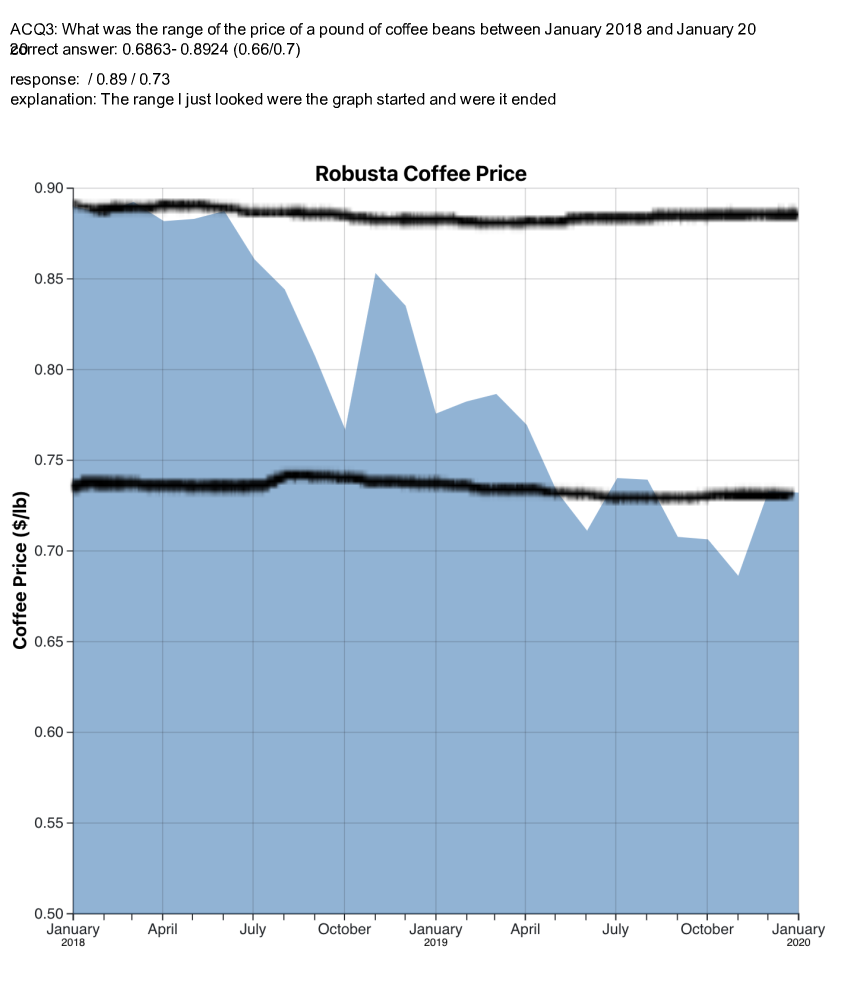 ACQ3: What was the range of the price of a pound of coffee beans between January 2018 and January 20
20
correct answer: 0.6863- 0.8924 (0.66/0.7)
response:  / 0.89 / 0.73
explanation: The range I just looked were the graph started and were it ended
Robusta Coffee Price
0.90
0.85
0.80
0.75
0.70
0.65
0.60
0.55
0.50
Coffee Price ($/lb)
January April July October January April July October January
2018 2019 2020